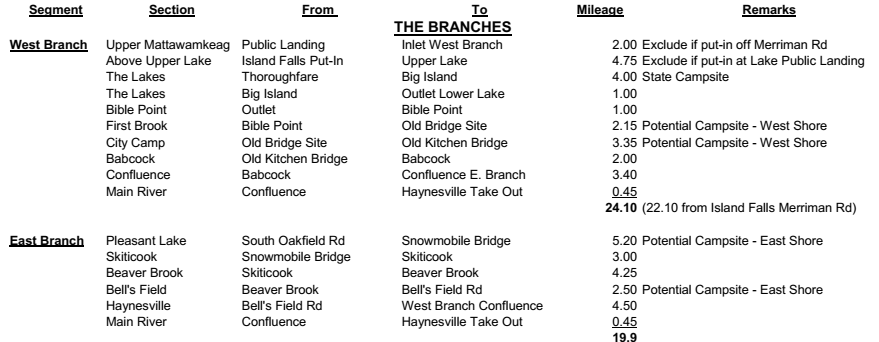 Segment Section From To Mileage Remarks
THE BRANCHES
West Branch Upper Mattawamkeag Public Landing Inlet West Branch 2.00 Exclude if put-in off Merriman Rd
Above Upper Lake Island Falls Put-In Upper Lake 4.75 Exclude if put-in at Lake Public Landing
The Lakes Thoroughfare Big Island 4.00 State Campsite
The Lakes Big Island Outlet Lower Lake 1.00
Bible Point Outlet Bible Point 1.00
First Brook Bible Point Old Bridge Site 2.15 Potential Campsite - West Shore
City Camp Old Bridge Site Old Kitchen Bridge 3.35 Potential Campsite - West Shore
Babcock Old Kitchen Bridge Babcock 2.00
Confluence Babcock Confluence E. Branch 3.40
Main River Confluence Haynesville Take Out 0.45
24.10 (22.10 from Island Falls Merriman Rd)
East Branch Pleasant Lake South Oakfield Rd Snowmobile Bridge 5.20 Potential Campsite - East Shore
Skiticook Snowmobile Bridge Skiticook 3.00
Beaver Brook Skiticook Beaver Brook 4.25
Bell's Field Beaver Brook Bell's Field Rd 2.50 Potential Campsite - East Shore
Haynesville Bell's Field Rd West Branch Confluence 4.50
Main River Confluence Haynesville Take Out 0.45
19.9